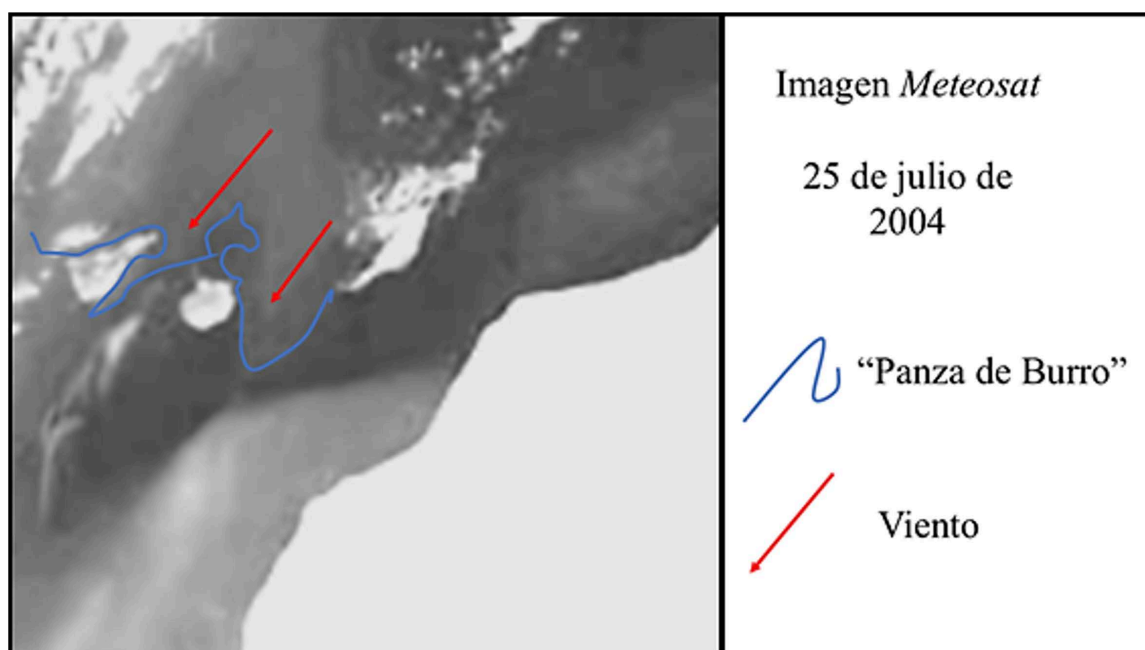 Imagen Meteosat
25 de julio de
2004
“Panza de Burro”
Viento